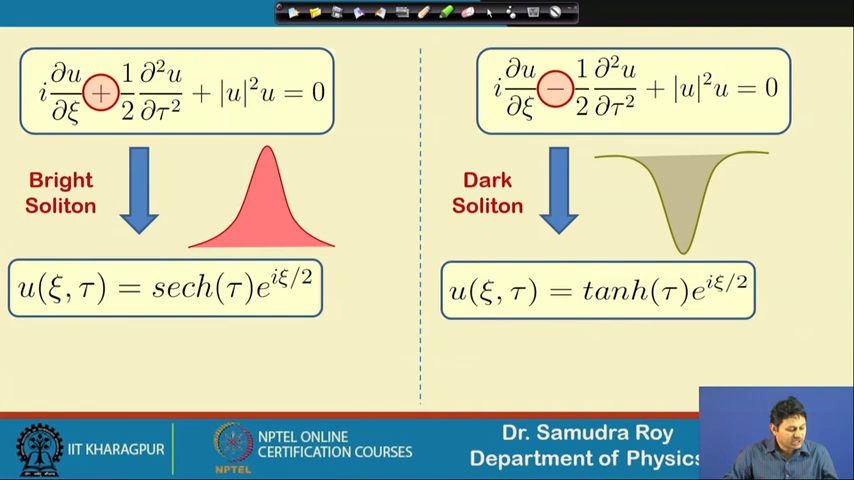 i ∂u/∂ξ + 1/2 ∂²u/∂τ² + |u|²u = 0
Bright
Soliton
u(ξ, τ) = sech(τ)e^{iξ/2}
i ∂u/∂ξ − 1/2 ∂²u/∂τ² + |u|²u = 0
Dark
Soliton
u(ξ, τ) = tanh(τ)e^{iξ/2}
IIT KHARAGPUR
NPTEL
NPTEL ONLINE
CERTIFICATION COURSES
Dr. Samudra Roy
Department of Physics